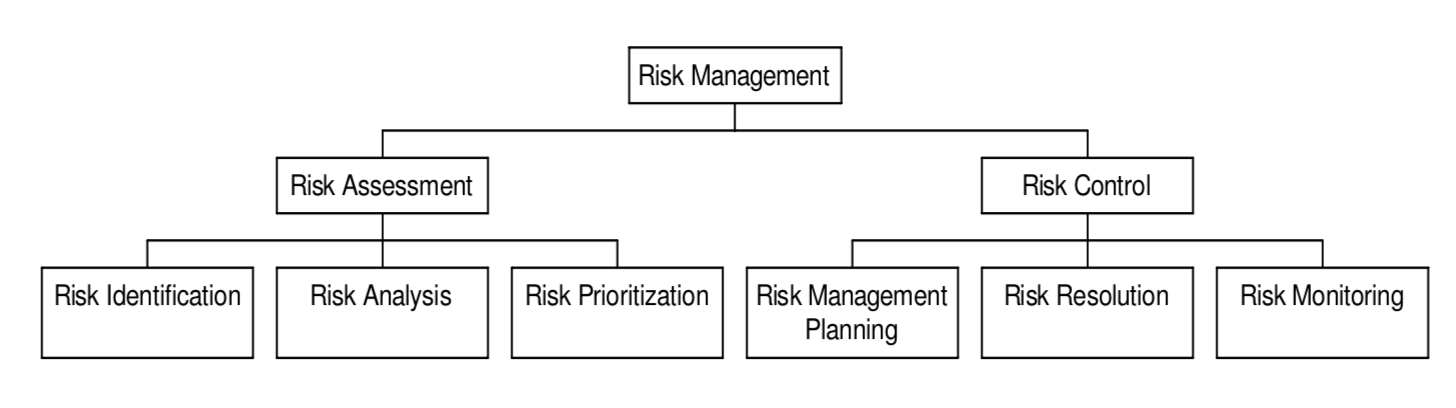 Risk Management
Risk Assessment
Risk Control
Risk Identification
Risk Analysis
Risk Prioritization
Risk Management
Planning
Risk Resolution
Risk Monitoring